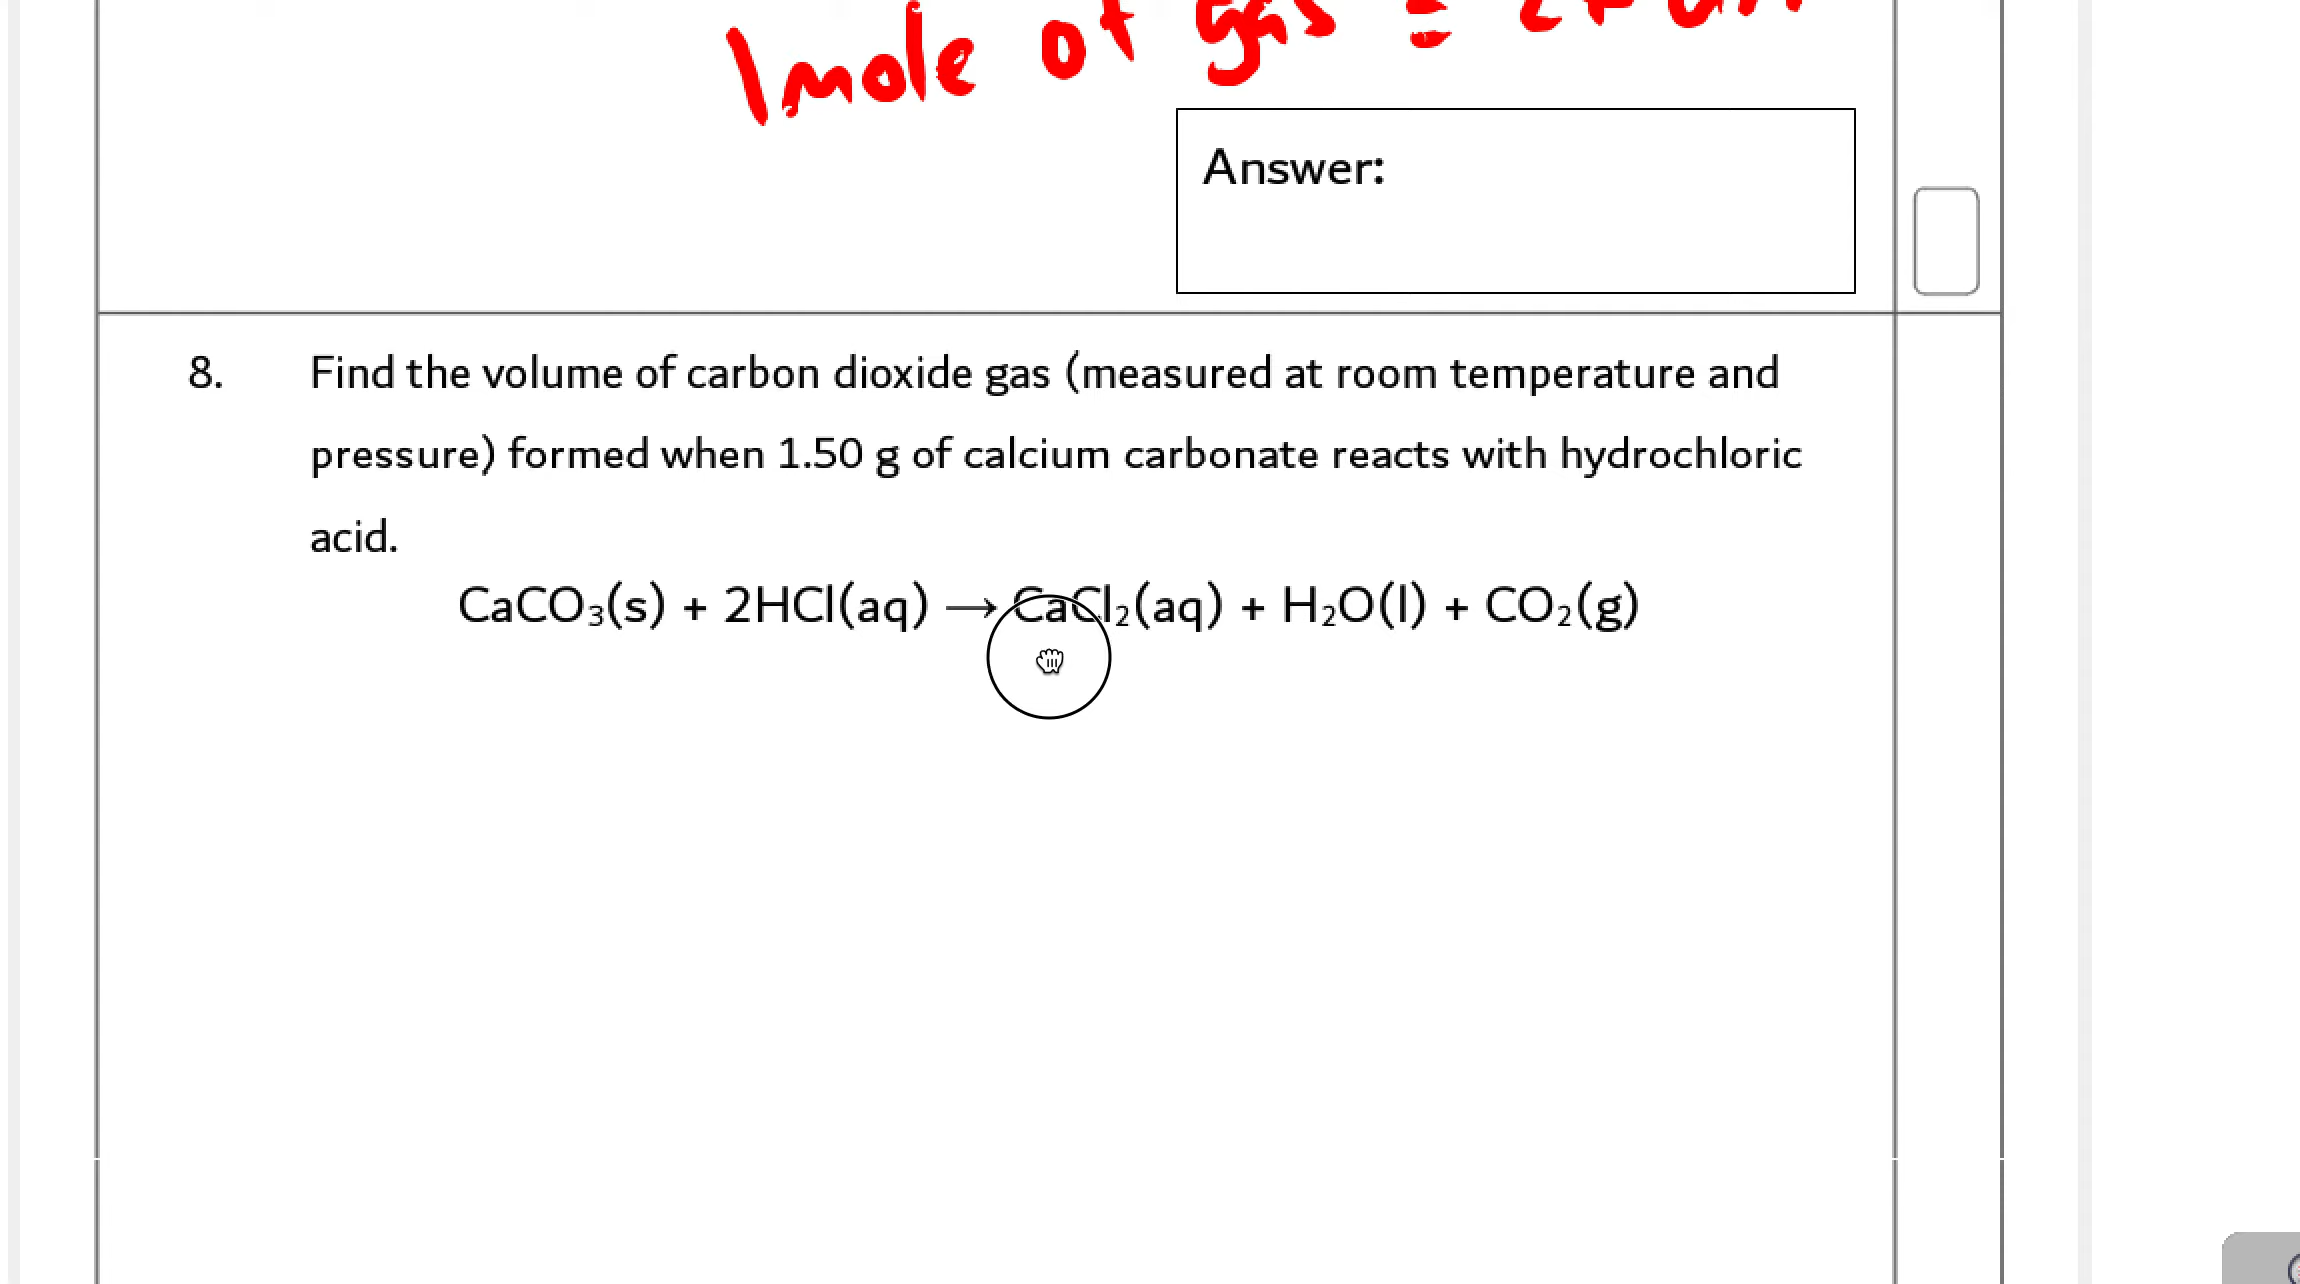 1mole of gas =
Answer:
8. Find the volume of carbon dioxide gas (measured at room temperature and
pressure) formed when 1.50 g of calcium carbonate reacts with hydrochloric
acid.
CaCO₃(s) + 2HCl(aq) → CaCl₂(aq) + H₂O(l) + CO₂(g)